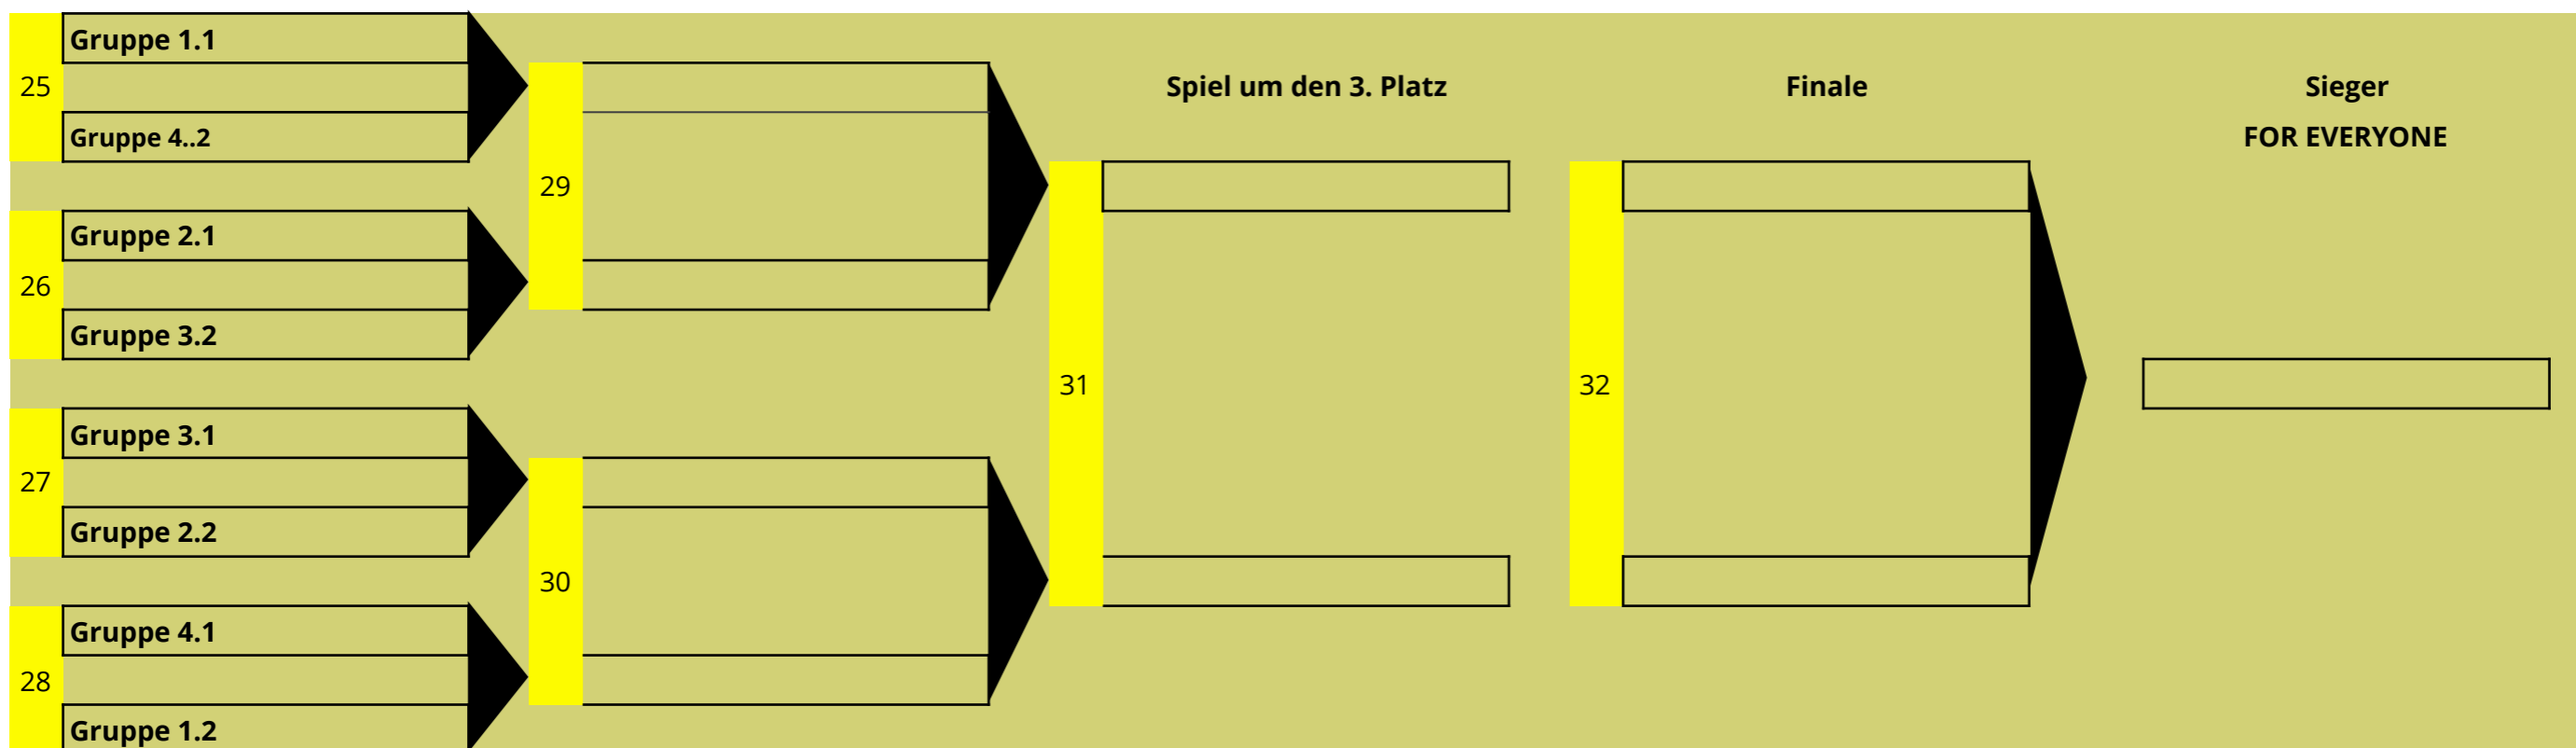 25
Gruppe 1.1
Gruppe 4..2
26
Gruppe 2.1
Gruppe 3.2
27
Gruppe 3.1
Gruppe 2.2
28
Gruppe 4.1
Gruppe 1.2
29
30
Spiel um den 3. Platz
31
Finale
32
Sieger
FOR EVERYONE